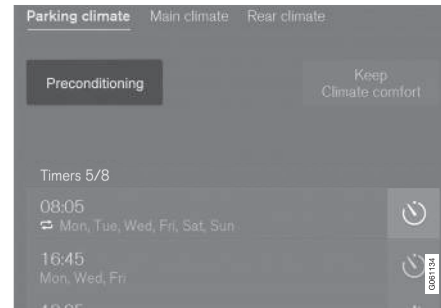 Parking climate Main climate Rear climate
Preconditioning
Keep
Climate comfort
Timers 5/8
08:05
Mon, Tue, Wed, Fri, Sat, Sun
16:45
Mon, Wed, Fri
G061134